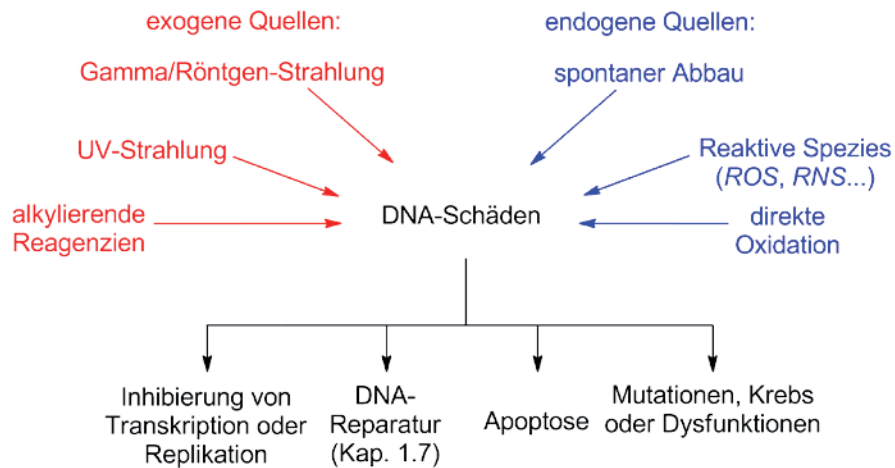 exogene Quellen:
endogene Quellen:
Gamma/Röntgen-Strahlung
spontaner Abbau
UV-Strahlung
Reaktive Spezies
(ROS, RNS...)
alkylierende
Reagenzien
DNA-Schäden
direkte
Oxidation
Inhibierung von
Transkription oder
Replikation
DNA-
Reparatur
(Kap. 1.7)
Apoptose
Mutationen, Krebs
oder Dysfunktionen